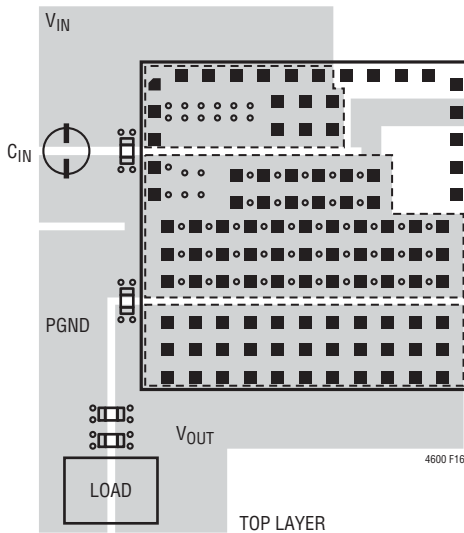 VIN
CIN
PGND
VOUT
4600 F16
LOAD
TOP LAYER